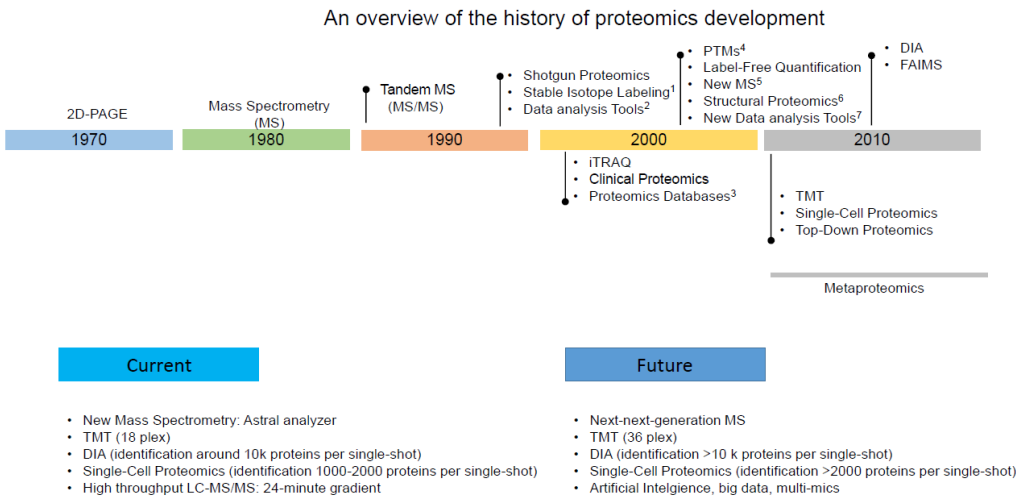 An overview of the history of proteomics development
2D-PAGE
Mass Spectrometry
(MS)
Tandem MS
(MS/MS)
• Shotgun Proteomics
• Stable Isotope Labeling¹
• Data analysis Tools²
• PTMs⁴
• Label-Free Quantification
• New MS⁵
• Structural Proteomics⁶
• New Data analysis Tools⁷
• DIA
• FAIMS
1970
1980
1990
2000
2010
• iTRAQ
• Clinical Proteomics
• Proteomics Databases³
• TMT
• Single-Cell Proteomics
• Top-Down Proteomics
Metaproteomics
Current
• New Mass Spectrometry: Astral analyzer
• TMT (18 plex)
• DIA (identification around 10k proteins per single-shot)
• Single-Cell Proteomics (identification 1000-2000 proteins per single-shot)
• High throughput LC-MS/MS: 24-minute gradient
Future
• Next-next-generation MS
• TMT (36 plex)
• DIA (identification >10 k proteins per single-shot)
• Single-Cell Proteomics (identification >2000 proteins per single-shot)
• Artificial Intelgience, big data, multi-mics